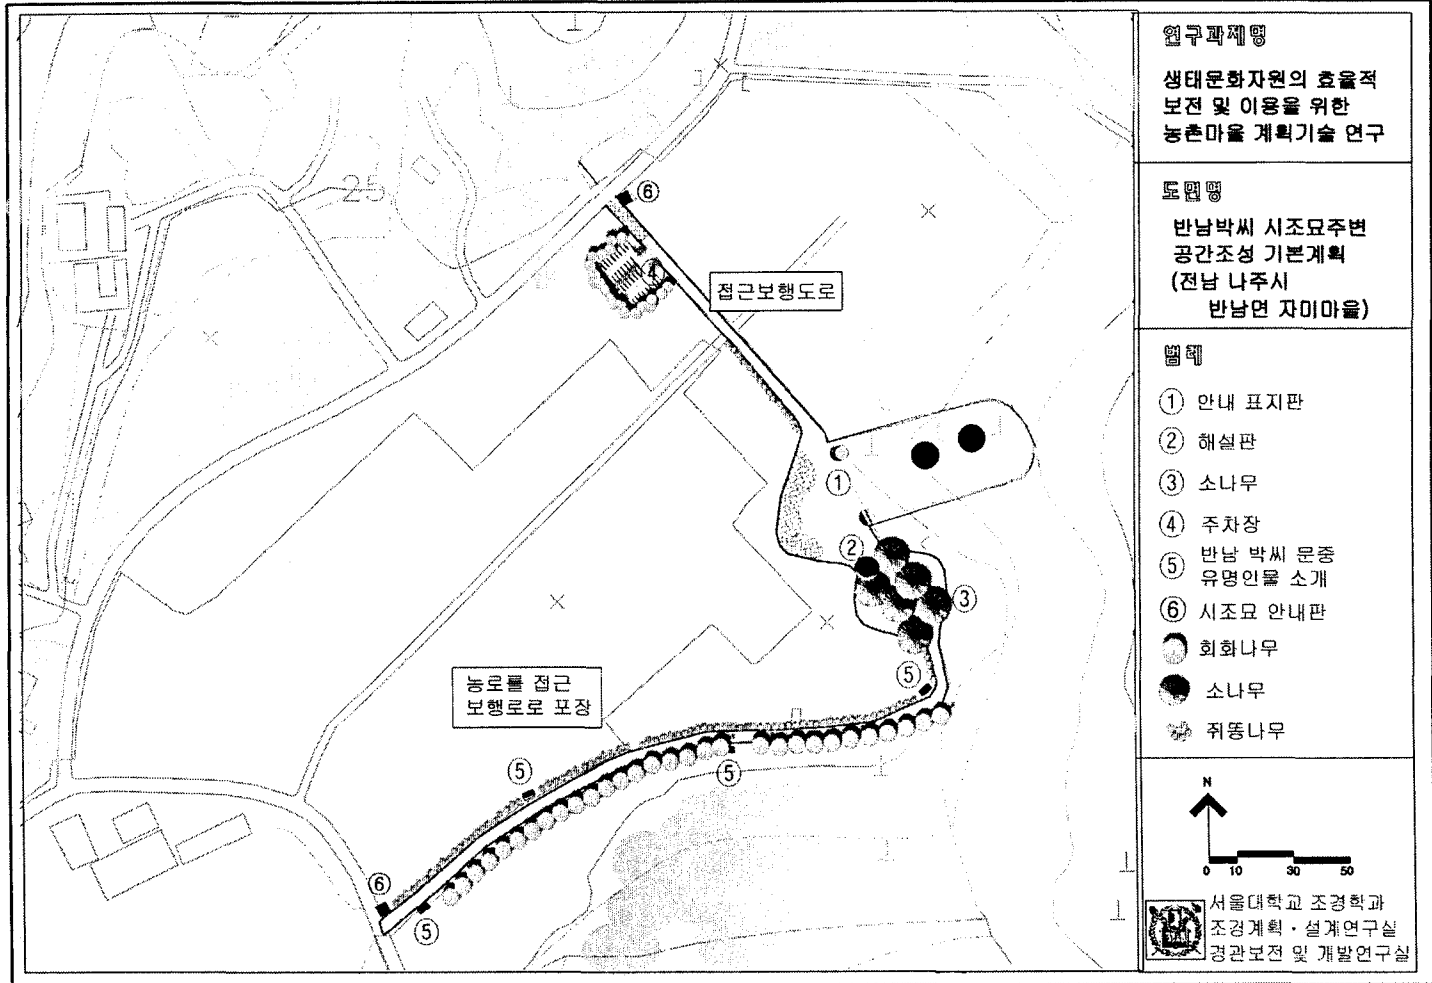 연구과제명
생태문화자원의 효율적
보전 및 이용을 위한
농촌마을 계획기술 연구
도면명
반남박씨 시조묘주변
공간조성 기본계획
(전남 나주시
반남면 자미마을)
범례
① 안내 표지판
② 해설판
③ 소나무
④ 주차장
⑤ 반남 박씨 문중
유명인물 소개
⑥ 시조묘 안내판
회화나무
소나무
쥐똥나무
N
0 10 30 50
서울대학교 조경학과
조경계획·설계연구실
경관보전 및 개발연구실
25
⑥
④
접근보행도로
①
②
③
농로를 접근
보행로로 포장
⑤
⑤
⑤
⑥
⑤